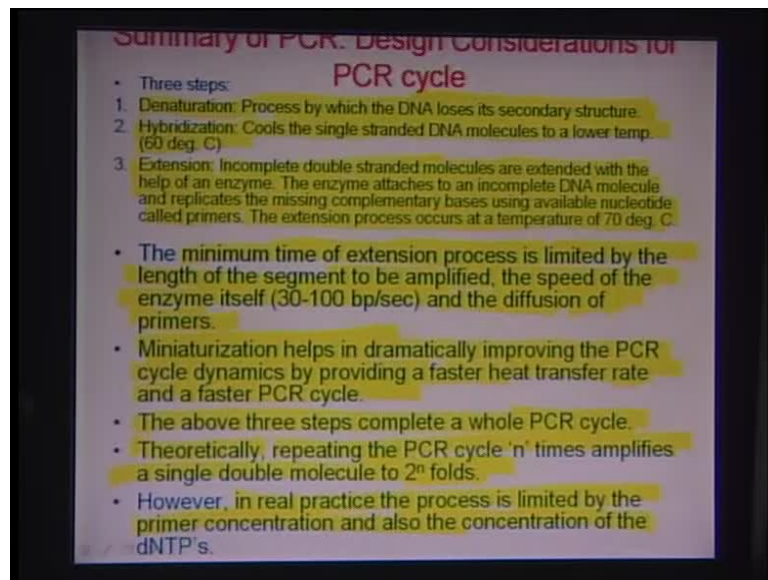 Summary of PCR: Design Considerations for
PCR cycle
• Three steps:
1. Denaturation: Process by which the DNA loses its secondary structure.
2. Hybridization: Cools the single stranded DNA molecules to a lower temp.
(60 deg. C)
3. Extension: Incomplete double stranded molecules are extended with the
help of an enzyme. The enzyme attaches to an incomplete DNA molecule
and replicates the missing complementary bases using available nucleotide
called primers. The extension process occurs at a temperature of 70 deg. C.
• The minimum time of extension process is limited by the
length of the segment to be amplified, the speed of the
enzyme itself (30-100 bp/sec) and the diffusion of
primers.
• Miniaturization helps in dramatically improving the PCR
cycle dynamics by providing a faster heat transfer rate
and a faster PCR cycle.
• The above three steps complete a whole PCR cycle.
• Theoretically, repeating the PCR cycle 'n' times amplifies
a single double molecule to 2ⁿ folds.
• However, in real practice the process is limited by the
primer concentration and also the concentration of the
dNTP's.